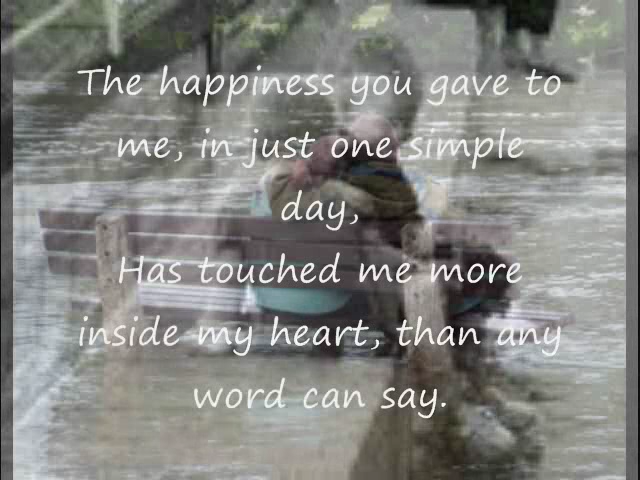 The happiness you gave to
me, in just one simple
day,
Has touched me more
inside my heart, than any
word can say.